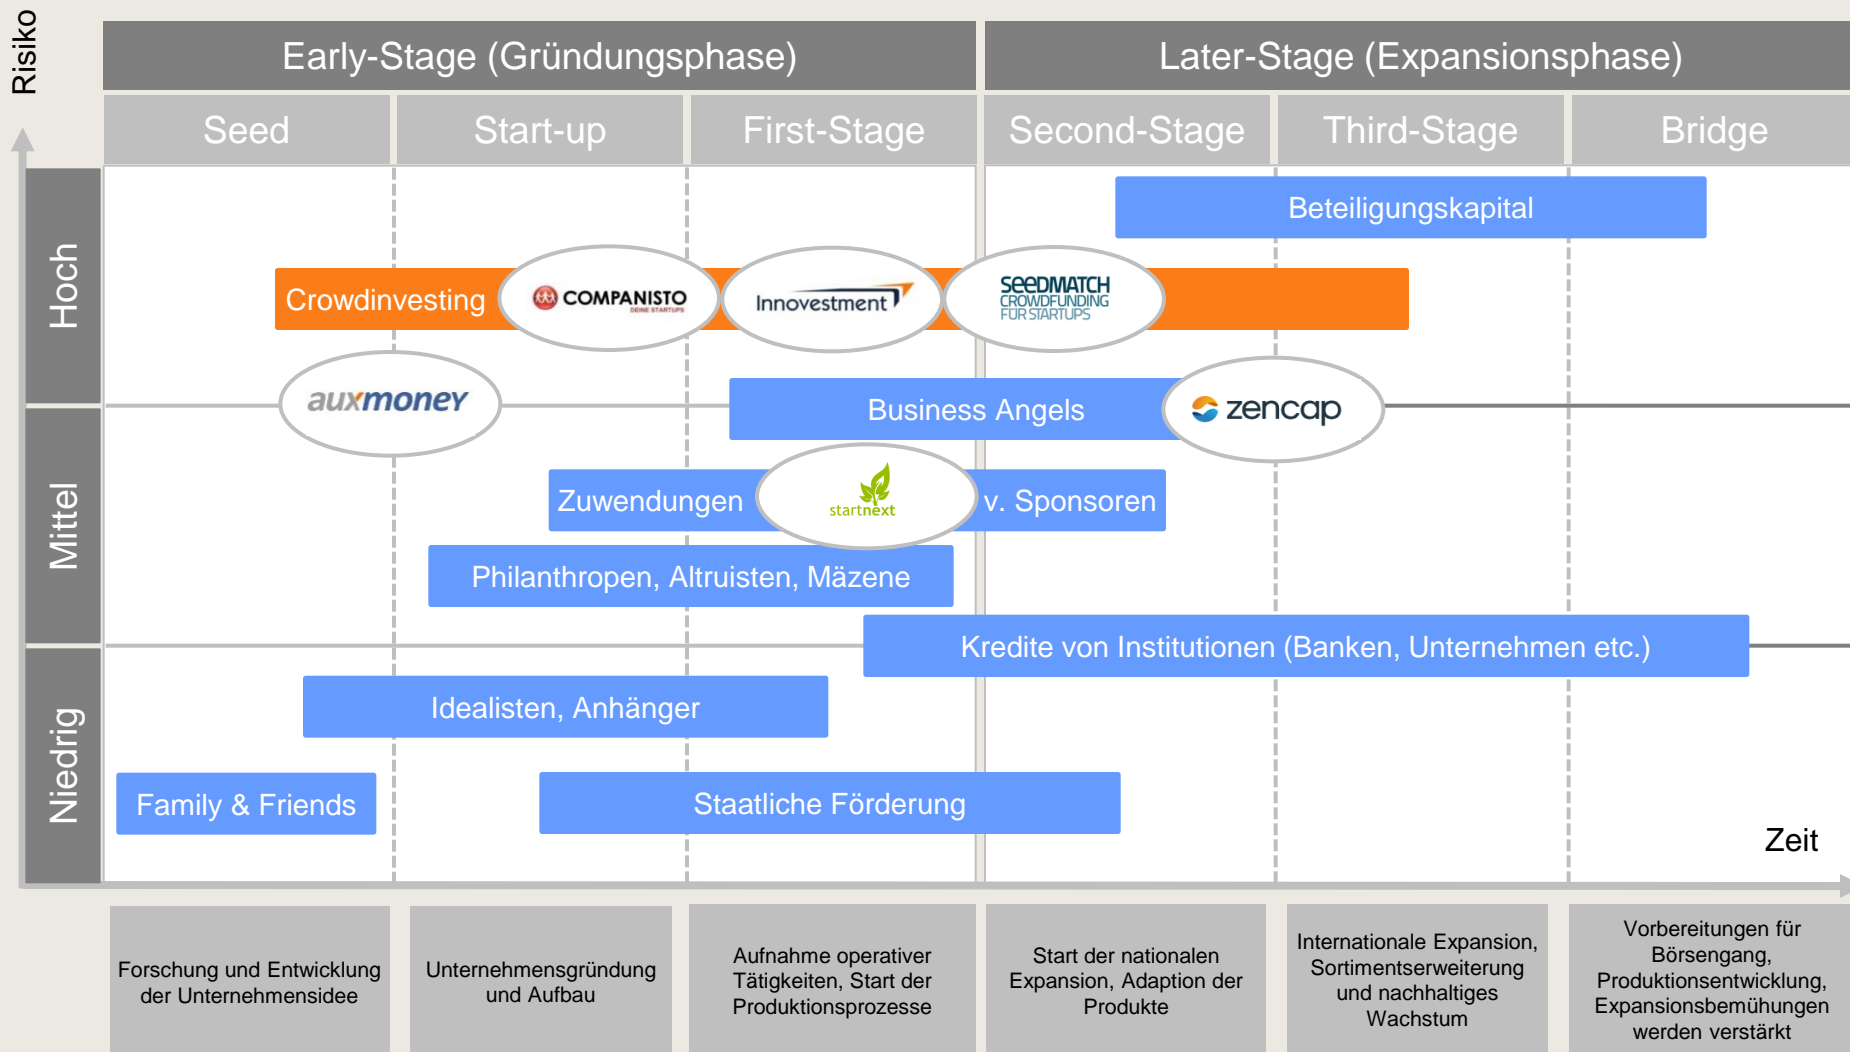 Risiko
Early-Stage (Gründungsphase)
Later-Stage (Expansionsphase)
Seed
Start-up
First-Stage
Second-Stage
Third-Stage
Bridge
Hoch
Beteiligungskapital
Crowdinvesting
COMPANISTO
DEINE STARTUPS
Innovestment
SEEDMATCH
CROWDFUNDING
FÜR STARTUPS
auxmoney
Business Angels
zencap
Mittel
Zuwendungen
startnext
v. Sponsoren
Philanthropen, Altruisten, Mäzene
Kredite von Institutionen (Banken, Unternehmen etc.)
Niedrig
Idealisten, Anhänger
Family & Friends
Staatliche Förderung
Zeit
Forschung und Entwicklung
der Unternehmensidee
Unternehmensgründung
und Aufbau
Aufnahme operativer
Tätigkeiten, Start der
Produktionsprozesse
Start der nationalen
Expansion, Adaption der
Produkte
Internationale Expansion,
Sortimentserweiterung
und nachhaltiges
Wachstum
Vorbereitungen für
Börsengang,
Produktionsentwicklung,
Expansionsbemühungen
werden verstärkt